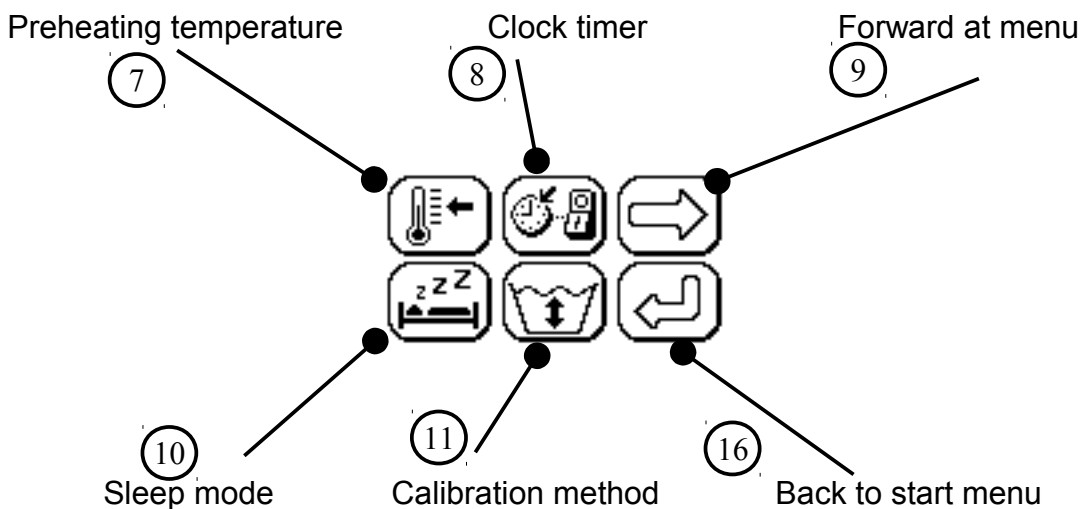 Preheating temperature Clock timer Forward at menu
7 8 9
z z Z
10 11 16
Sleep mode Calibration method Back to start menu